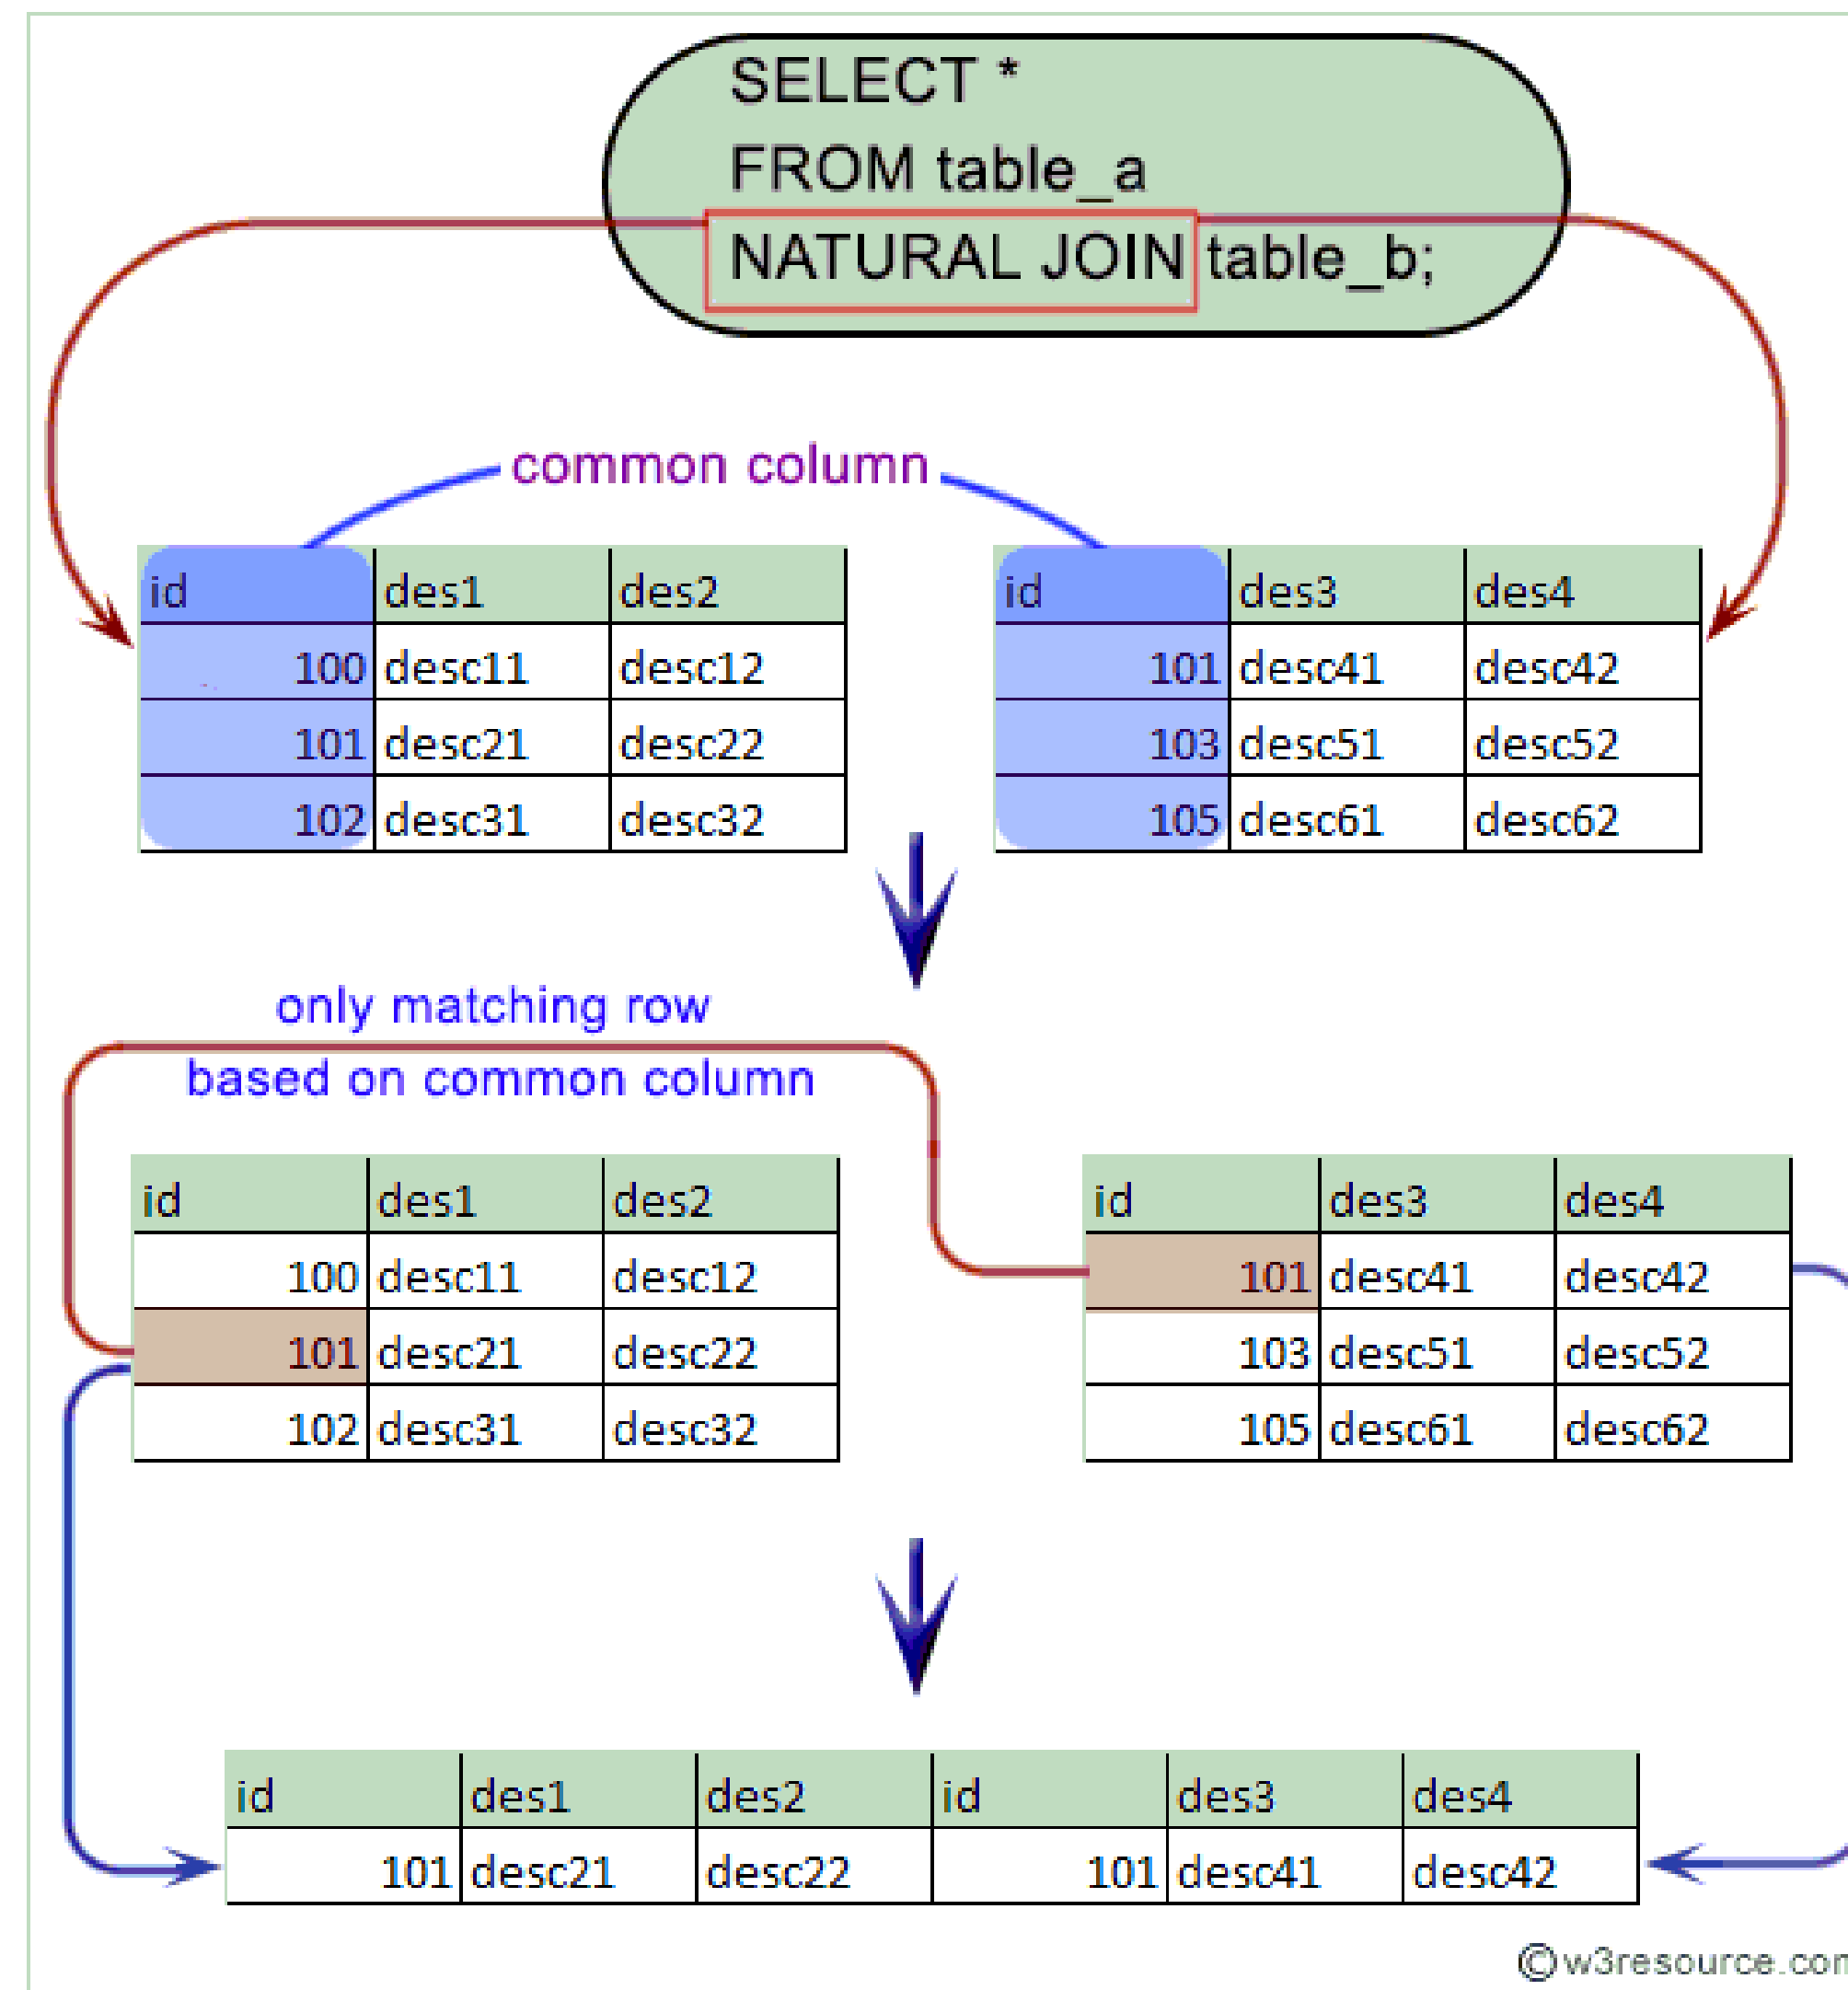 SELECT *
FROM table_a
NATURAL JOIN table_b;
common column
id des1 des2
100 desc11 desc12
101 desc21 desc22
102 desc31 desc32
id des3 des4
101 desc41 desc42
103 desc51 desc52
105 desc61 desc62
only matching row
based on common column
id des1 des2
100 desc11 desc12
101 desc21 desc22
102 desc31 desc32
id des3 des4
101 desc41 desc42
103 desc51 desc52
105 desc61 desc62
id des1 des2 id des3 des4
101 desc21 desc22 101 desc41 desc42
©w3resource.com